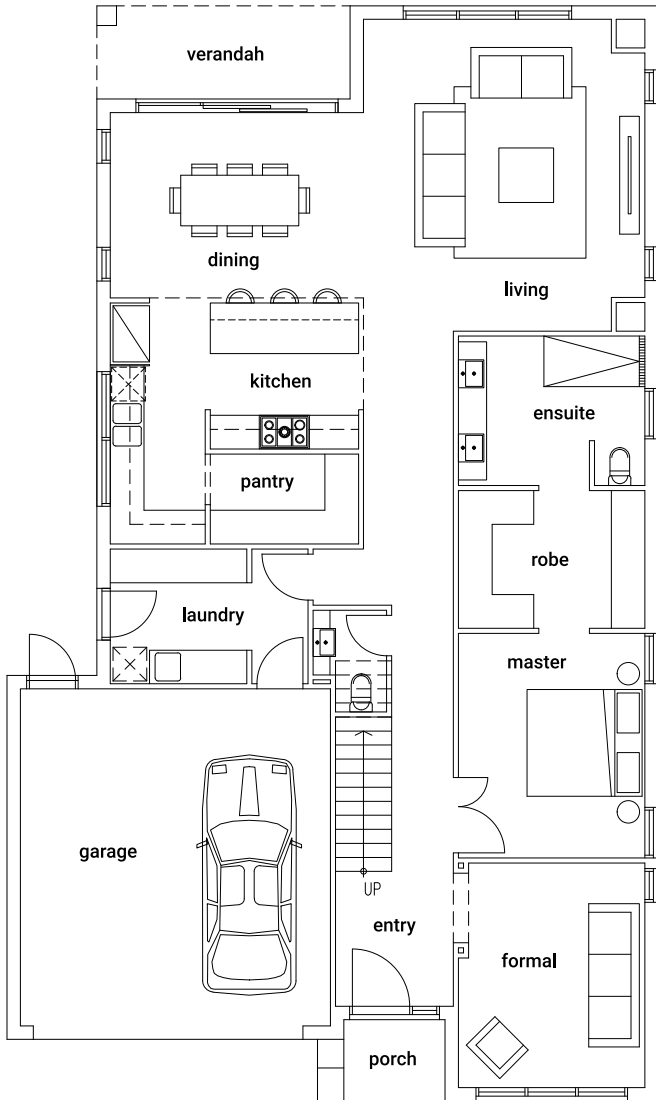 verandah
dining
living
kitchen
ensuite
pantry
robe
laundry
master
garage
UP
entry
formal
porch